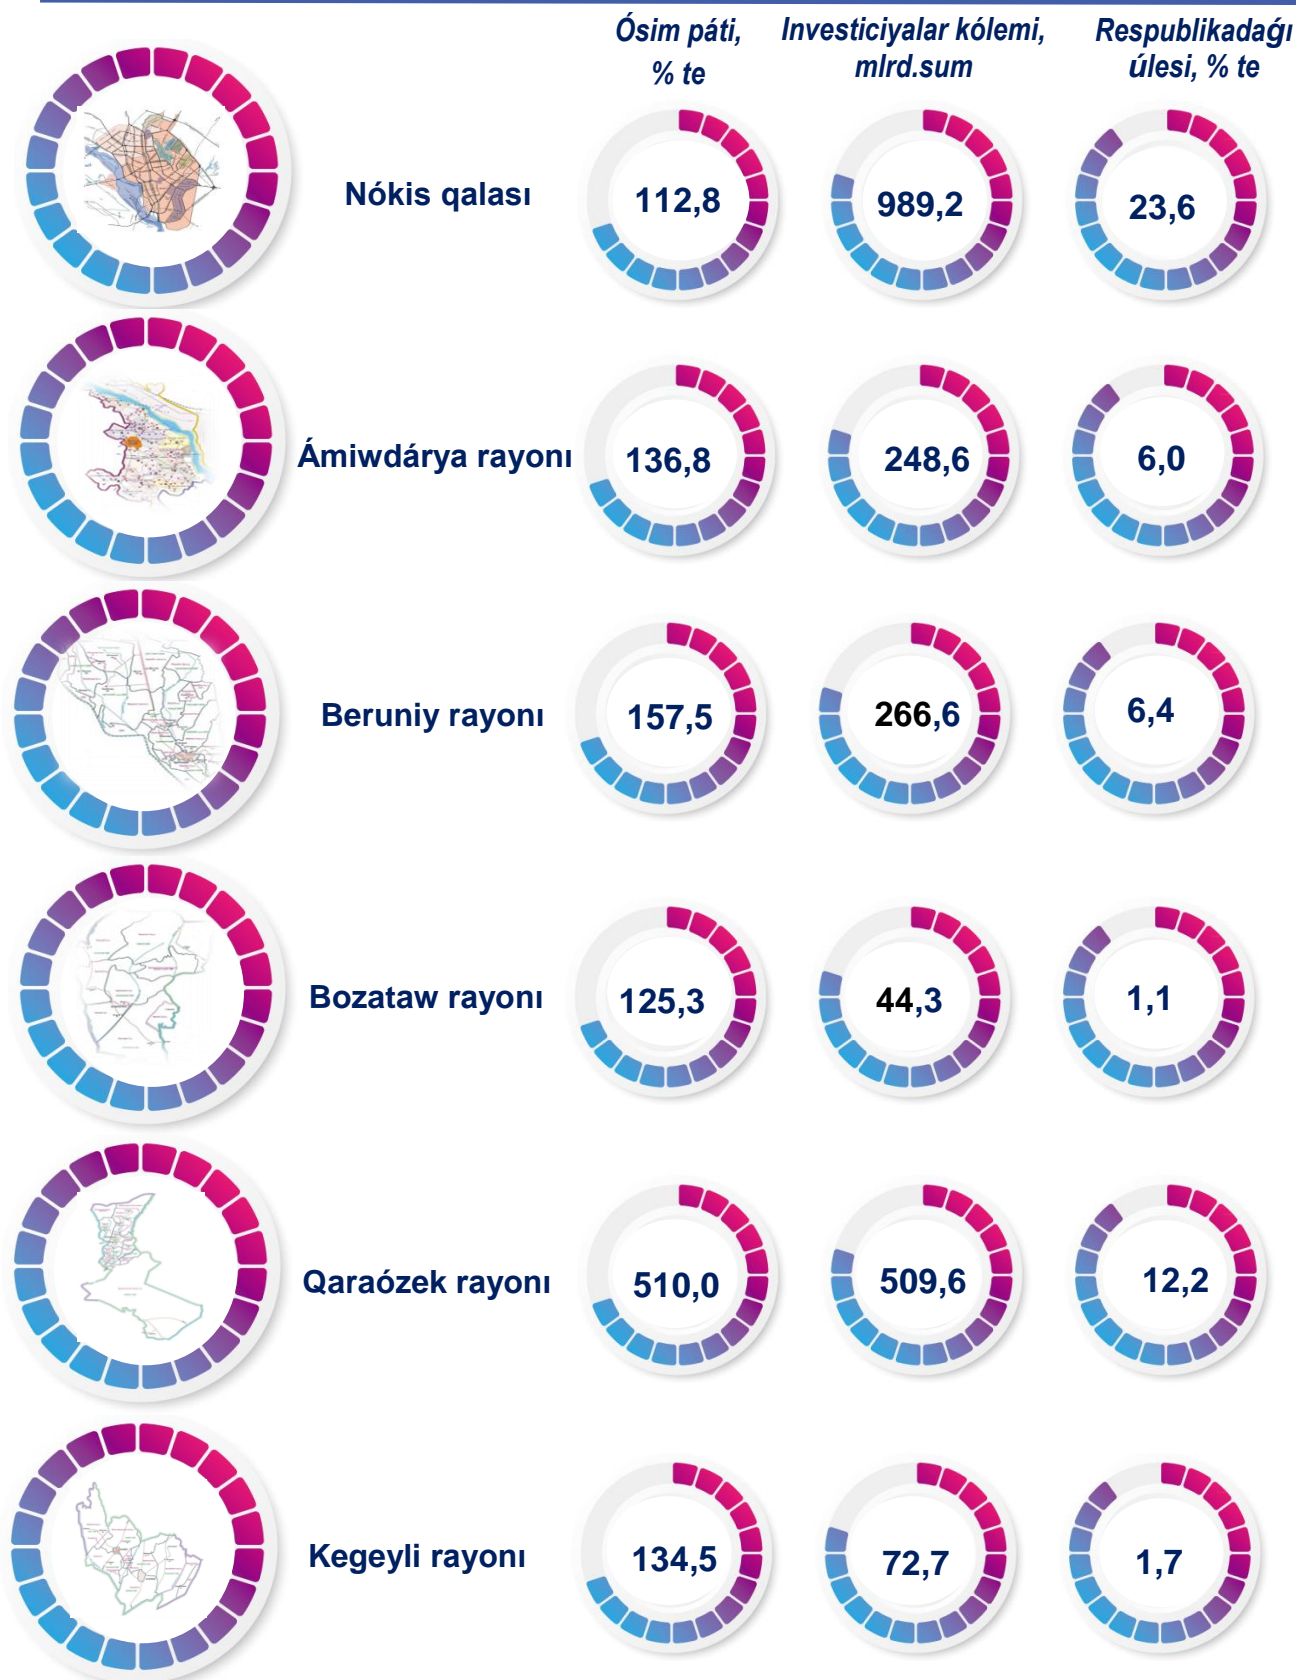 Ósim páti,
% te
Investiciyalar kólemi,
mlrd.sum
Respublikadaǵı
úlesi, % te
Nókis qalası
112,8
989,2
23,6
Ámiwdárya rayonı
136,8
248,6
6,0
Beruniy rayonı
157,5
266,6
6,4
Bozataw rayonı
125,3
44,3
1,1
Qaraózek rayonı
510,0
509,6
12,2
Kegeyli rayonı
134,5
72,7
1,7